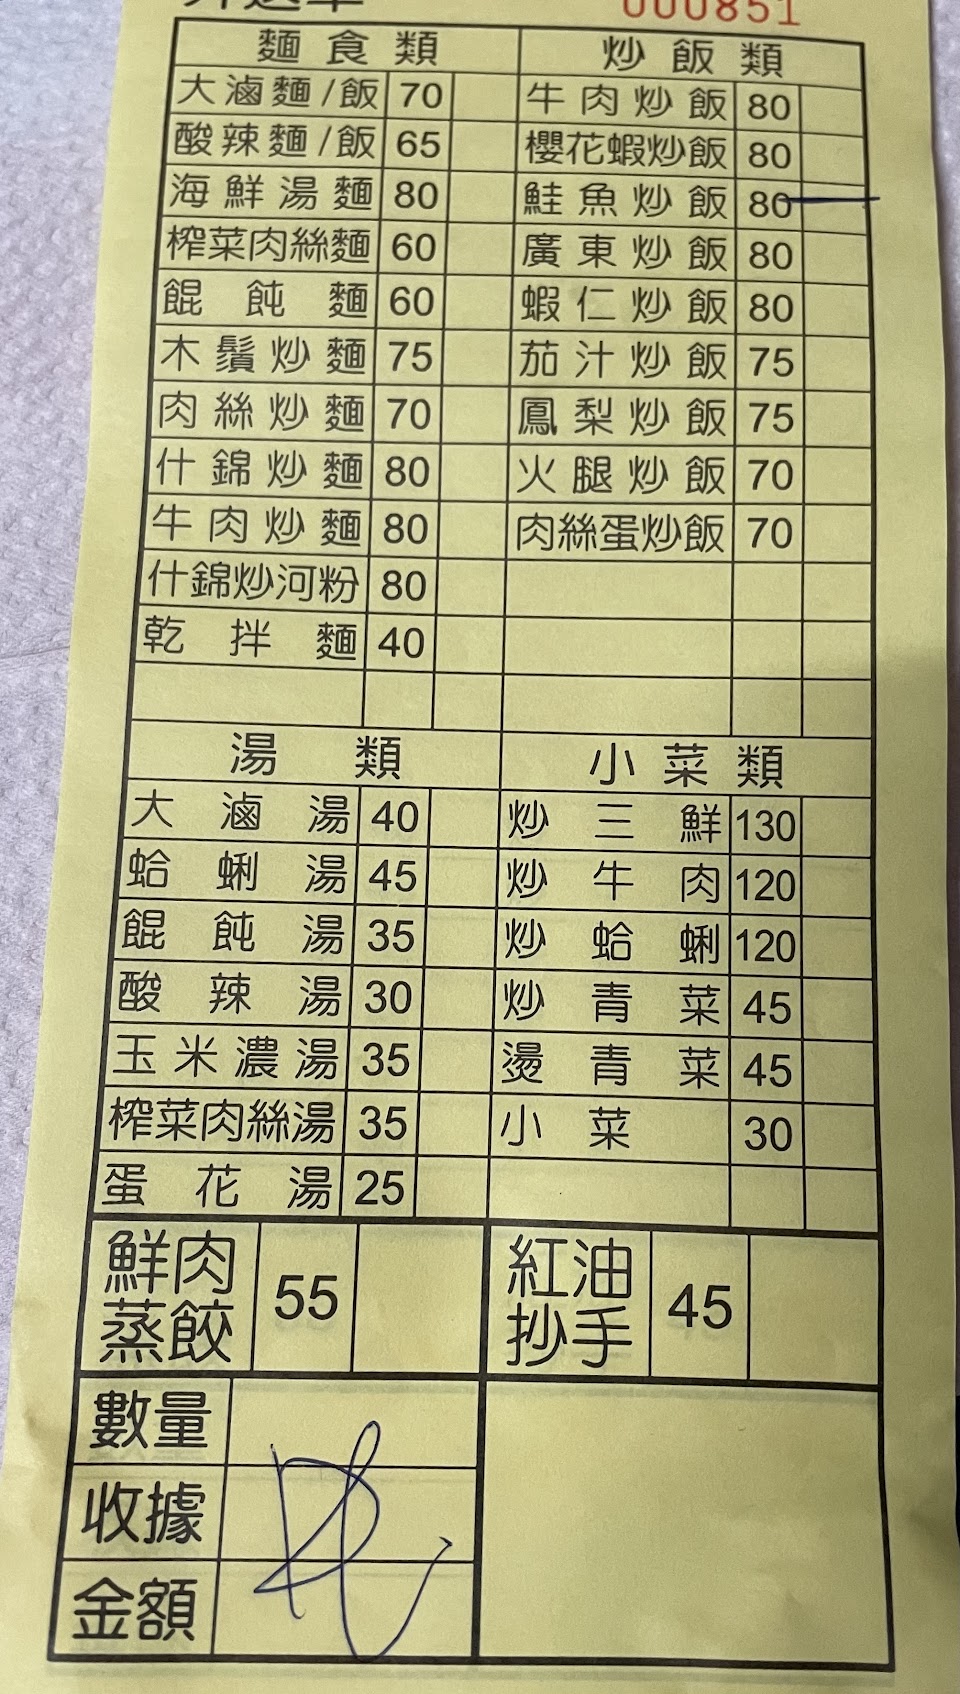 外送單
000851
麵食類 炒飯類
大滷麵/飯 70 牛肉炒飯 80
酸辣麵/飯 65 櫻花蝦炒飯 80
海鮮湯麵 80 鮭魚炒飯 80
榨菜肉絲麵 60 廣東炒飯 80
餛飩麵 60 蝦仁炒飯 80
木鬚炒麵 75 茄汁炒飯 75
肉絲炒麵 70 鳳梨炒飯 75
什錦炒麵 80 火腿炒飯 70
牛肉炒麵 80 肉絲蛋炒飯 70
什錦炒河粉 80
乾拌麵 40
湯類 小菜類
大滷湯 40 炒三鮮 130
蛤蜊湯 45 炒牛肉 120
餛飩湯 35 炒蛤蜊 120
酸辣湯 30 炒青菜 45
玉米濃湯 35 燙青菜 45
榨菜肉絲湯 35 小菜 30
蛋花湯 25
鮮肉蒸餃 55 紅油抄手 45
數量
收據
金額